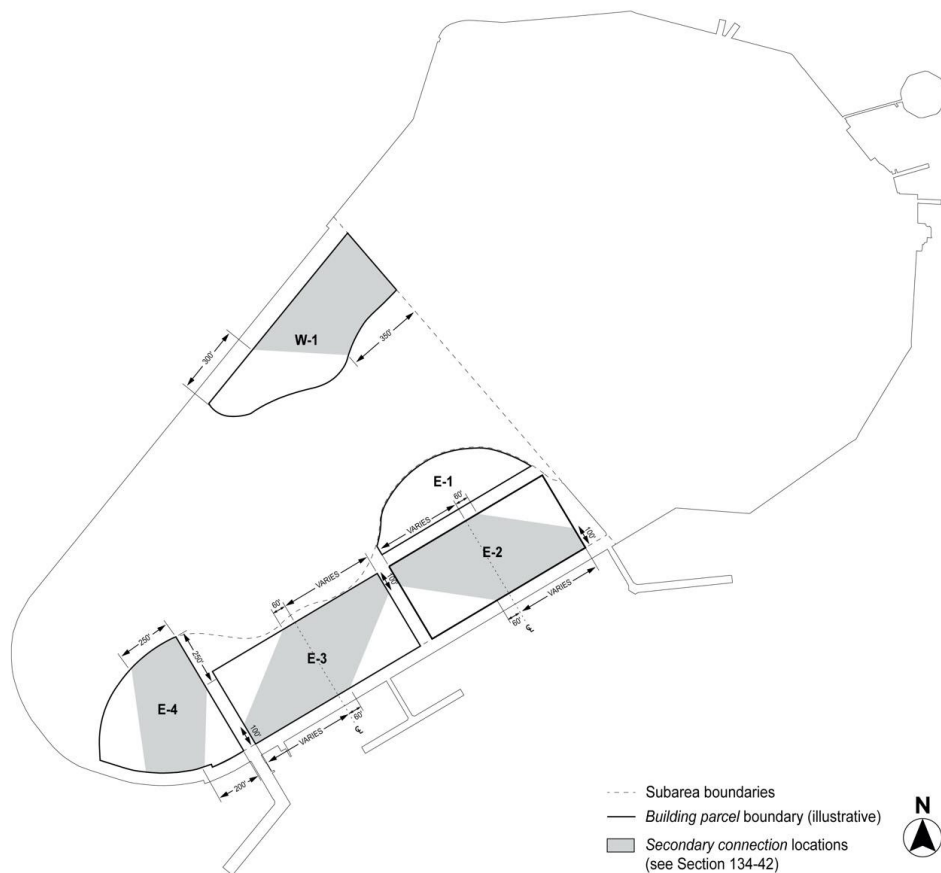 W-1
300'
350'
E-1
60'
VARIES
E-2
100'
VARIES
60'
℄
100'
VARIES
60'
E-3
250'
250'
E-4
100'
VARIES
60'
℄
200'
Subarea boundaries
Building parcel boundary (illustrative)
Secondary connection locations
(see Section 134-42)
N